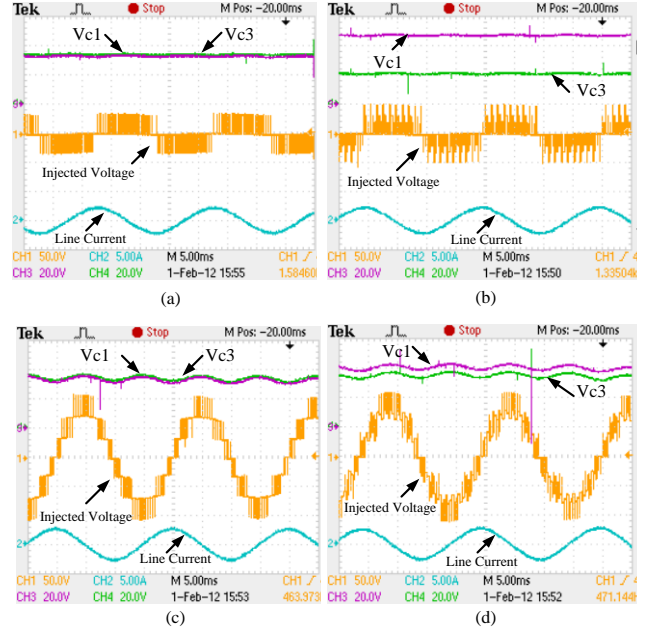 Tek Stop M Pos: -20.00ms
Vc1 Vc3
Injected Voltage
Line Current
CH1 50.0V CH2 5.00A M 5.00ms CH1
CH3 20.0V CH4 20.0V 1-Feb-12 15:55 1.5846
(a)
Tek Stop M Pos: -20.00ms
Vc1
Vc3
Injected Voltage
Line Current
CH1 50.0V CH2 5.00A M 5.00ms CH1
CH3 20.0V CH4 20.0V 1-Feb-12 15:50 1.33504
(b)
Tek Stop M Pos: -20.00ms
Vc1 Vc3
Injected Voltage
Line Current
CH1 50.0V CH2 5.00A M 5.00ms CH1
CH3 20.0V CH4 20.0V 1-Feb-12 15:53 463.973
(c)
Tek Stop M Pos: -20.00ms
Vc1
Vc3
Injected Voltage
Line Current
CH1 50.0V CH2 5.00A M 5.00ms CH1
CH3 20.0V CH4 20.0V 1-Feb-12 15:52 471.144
(d)